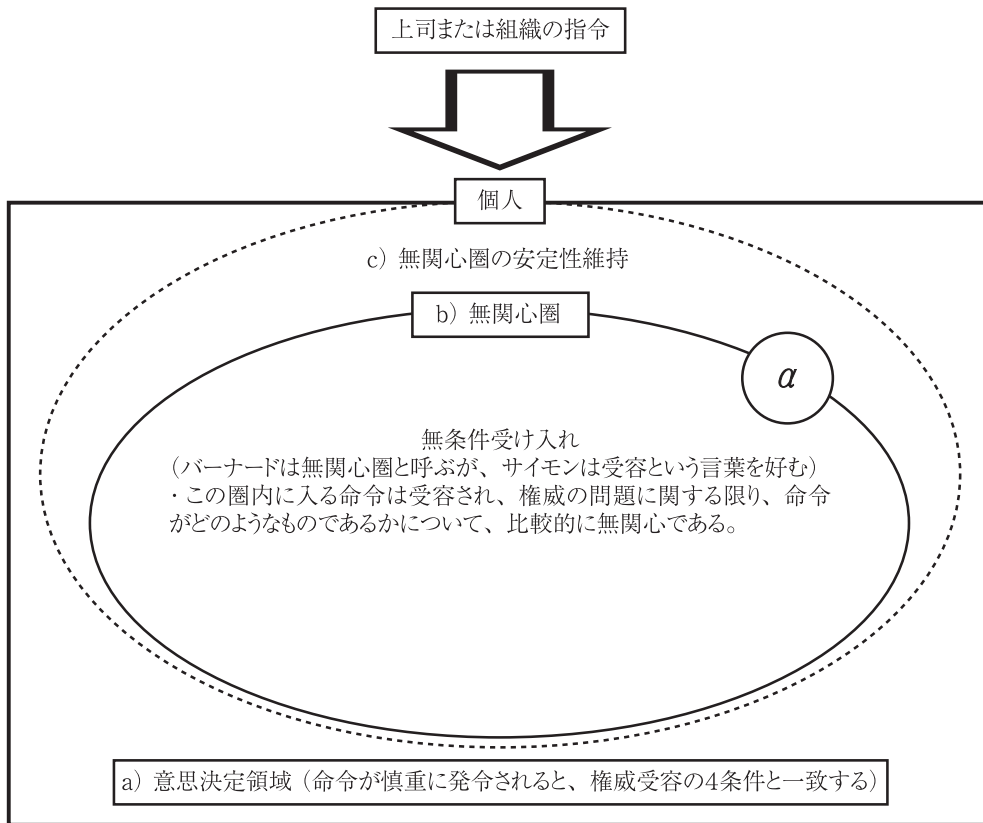 上司または組織の指令
個人
c）無関心圏の安定性維持
b）無関心圏
α
無条件受け入れ
（バーナードは無関心圏と呼ぶが、サイモンは受容という言葉を好む）
・この圏内に入る命令は受容され、権威の問題に関する限り、命令
がどのようなものであるかについて、比較的に無関心である。
a）意思決定領域（命令が慎重に発令されると、権威受容の4条件と一致する）